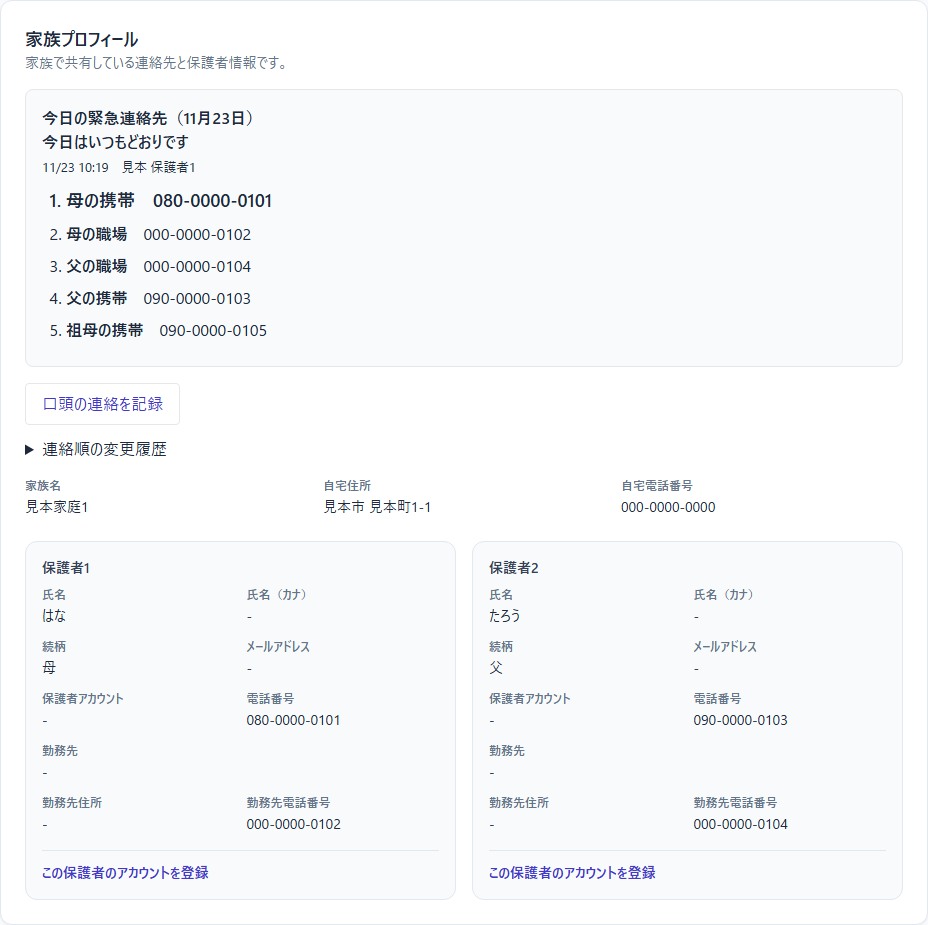 家族プロフィール
家族で共有している連絡先と保護者情報です。
今日の緊急連絡先（11月23日）
今日はいつもどおりです
11/23 10:19 見本 保護者1
1. 母の携帯 080-0000-0101
2. 母の職場 000-0000-0102
3. 父の職場 000-0000-0104
4. 父の携帯 090-0000-0103
5. 祖母の携帯 090-0000-0105
口頭の連絡を記録
▶ 連絡順の変更履歴
家族名 自宅住所 自宅電話番号
見本家庭1 見本市 見本町1-1 000-0000-0000
保護者1
氏名 氏名（カナ）
はな -
続柄 メールアドレス
母 -
保護者アカウント 電話番号
- 080-0000-0101
勤務先
-
勤務先住所 勤務先電話番号
- 000-0000-0102
この保護者のアカウントを登録
保護者2
氏名 氏名（カナ）
たろう -
続柄 メールアドレス
父 -
保護者アカウント 電話番号
- 090-0000-0103
勤務先
-
勤務先住所 勤務先電話番号
- 000-0000-0104
この保護者のアカウントを登録